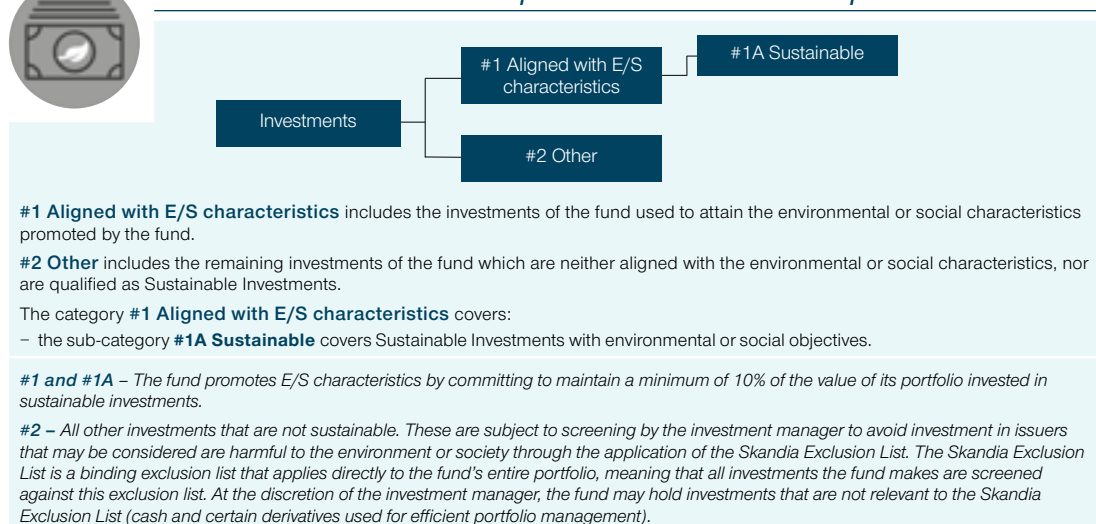 #1A Sustainable
#1 Aligned with E/S
characteristics
Investments
#2 Other
#1 Aligned with E/S characteristics includes the investments of the fund used to attain the environmental or social characteristics
promoted by the fund.
#2 Other includes the remaining investments of the fund which are neither aligned with the environmental or social characteristics, nor
are qualified as Sustainable Investments.
The category #1 Aligned with E/S characteristics covers:
– the sub-category #1A Sustainable covers Sustainable Investments with environmental or social objectives.
#1 and #1A – The fund promotes E/S characteristics by committing to maintain a minimum of 10% of the value of its portfolio invested in
sustainable investments.
#2 – All other investments that are not sustainable. These are subject to screening by the investment manager to avoid investment in issuers
that may be considered are harmful to the environment or society through the application of the Skandia Exclusion List. The Skandia Exclusion
List is a binding exclusion list that applies directly to the fund's entire portfolio, meaning that all investments the fund makes are screened
against this exclusion list. At the discretion of the investment manager, the fund may hold investments that are not relevant to the Skandia
Exclusion List (cash and certain derivatives used for efficient portfolio management).